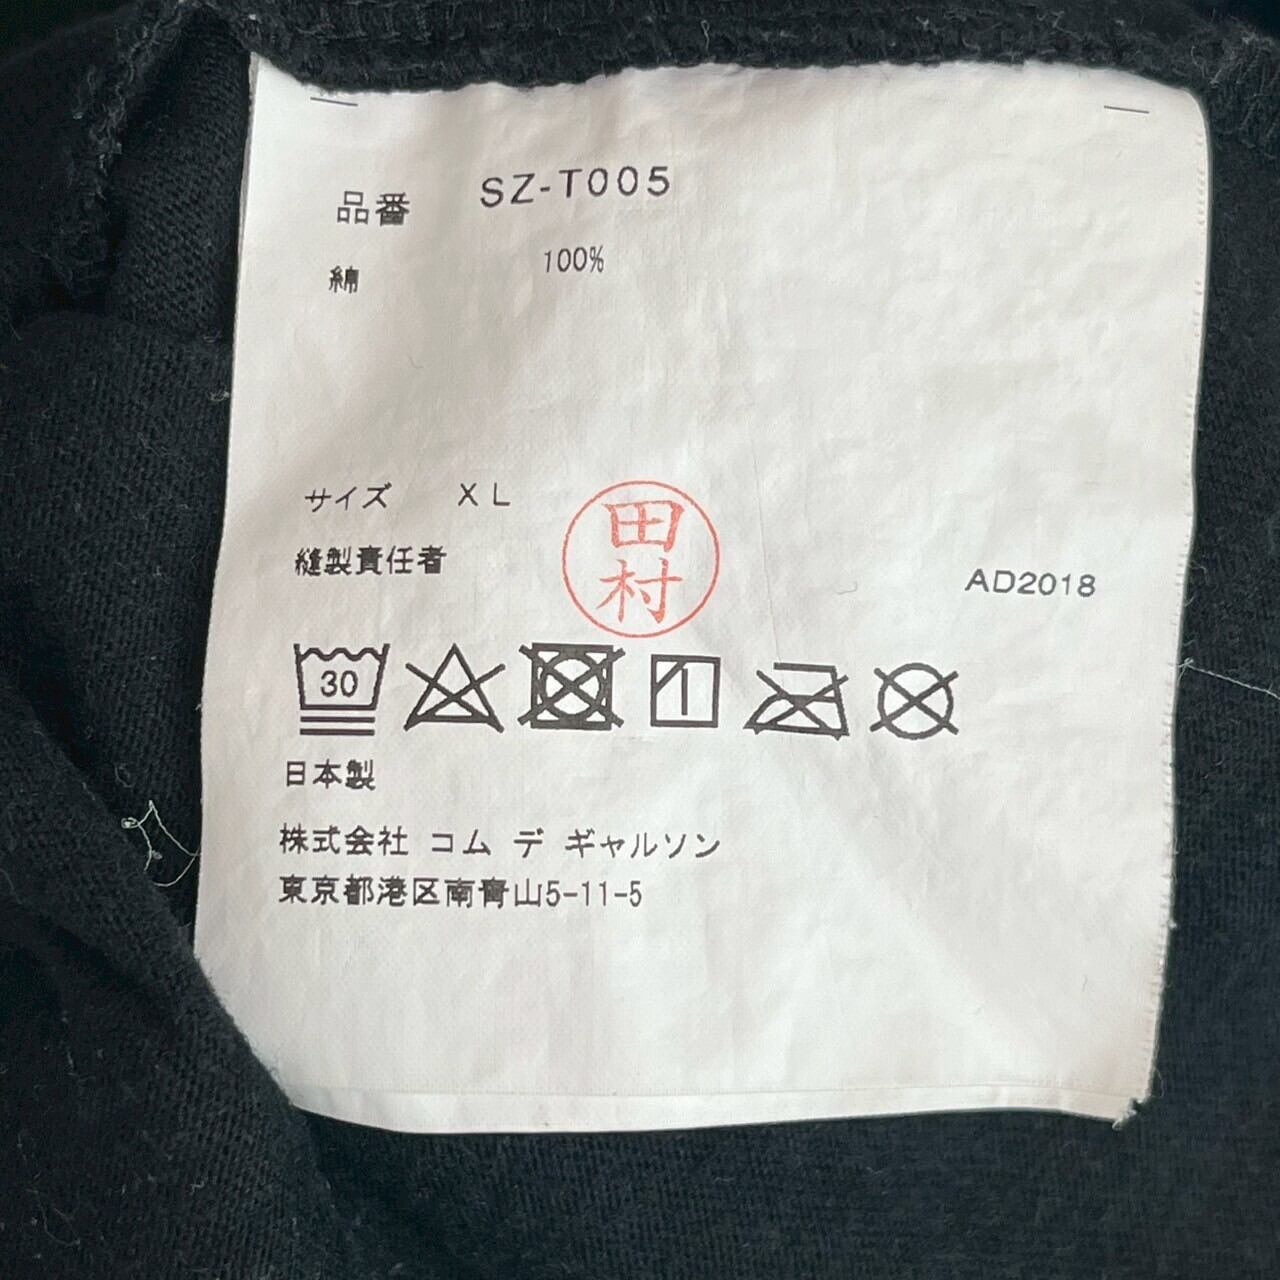 品番 SZ-T005
綿 100%
サイズ XL
縫製責任者 田村
AD2018
30
日本製
株式会社 コム デ ギャルソン
東京都港区南青山5-11-5